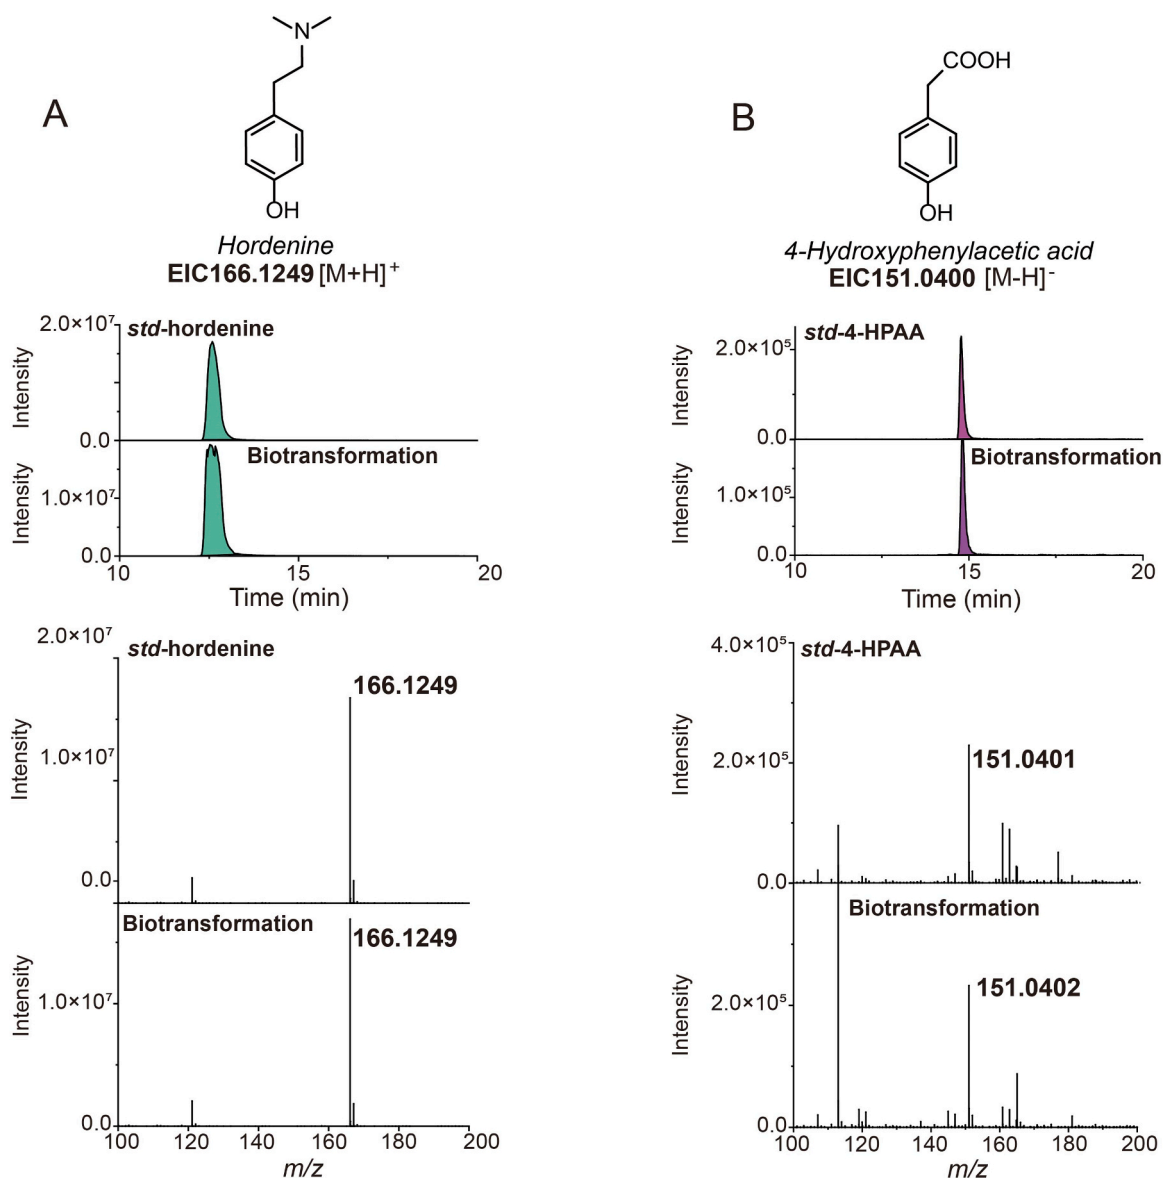 A
N
OH
Hordenine
EIC166.1249 [M+H]⁺
2.0×10⁷
std-hordenine
Intensity
0.0
Biotransformation
Intensity
1.0×10⁷
0.0
10 15 20
Time (min)
2.0×10⁷
std-hordenine
166.1249
Intensity
1.0×10⁷
0.0
Biotransformation
166.1249
Intensity
1.0×10⁷
0.0
100 120 140 160 180 200
m/z
B
COOH
OH
4-Hydroxyphenylacetic acid
EIC151.0400 [M-H]⁻
std-4-HPAA
2.0×10⁵
Intensity
0.0
Biotransformation
Intensity
1.0×10⁵
0.0
10 15 20
Time (min)
4.0×10⁵
std-4-HPAA
Intensity
2.0×10⁵
151.0401
0.0
Biotransformation
151.0402
Intensity
2.0×10⁵
0.0
100 120 140 160 180 200
m/z